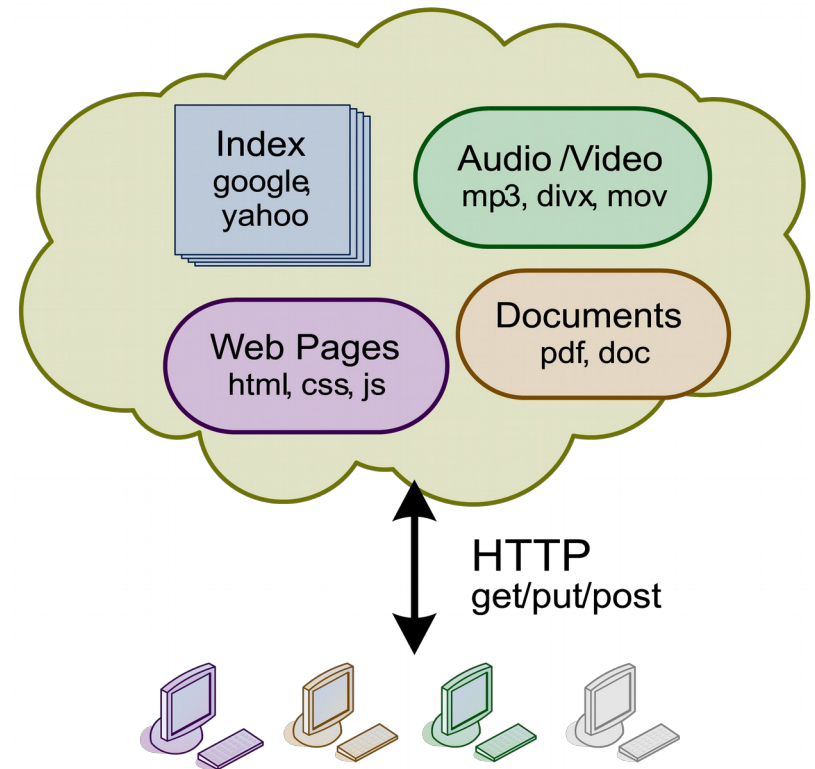 Index
google,
yahoo
Audio /Video
mp3, divx, mov
Web Pages
html, css, js
Documents
pdf, doc
HTTP
get/put/post